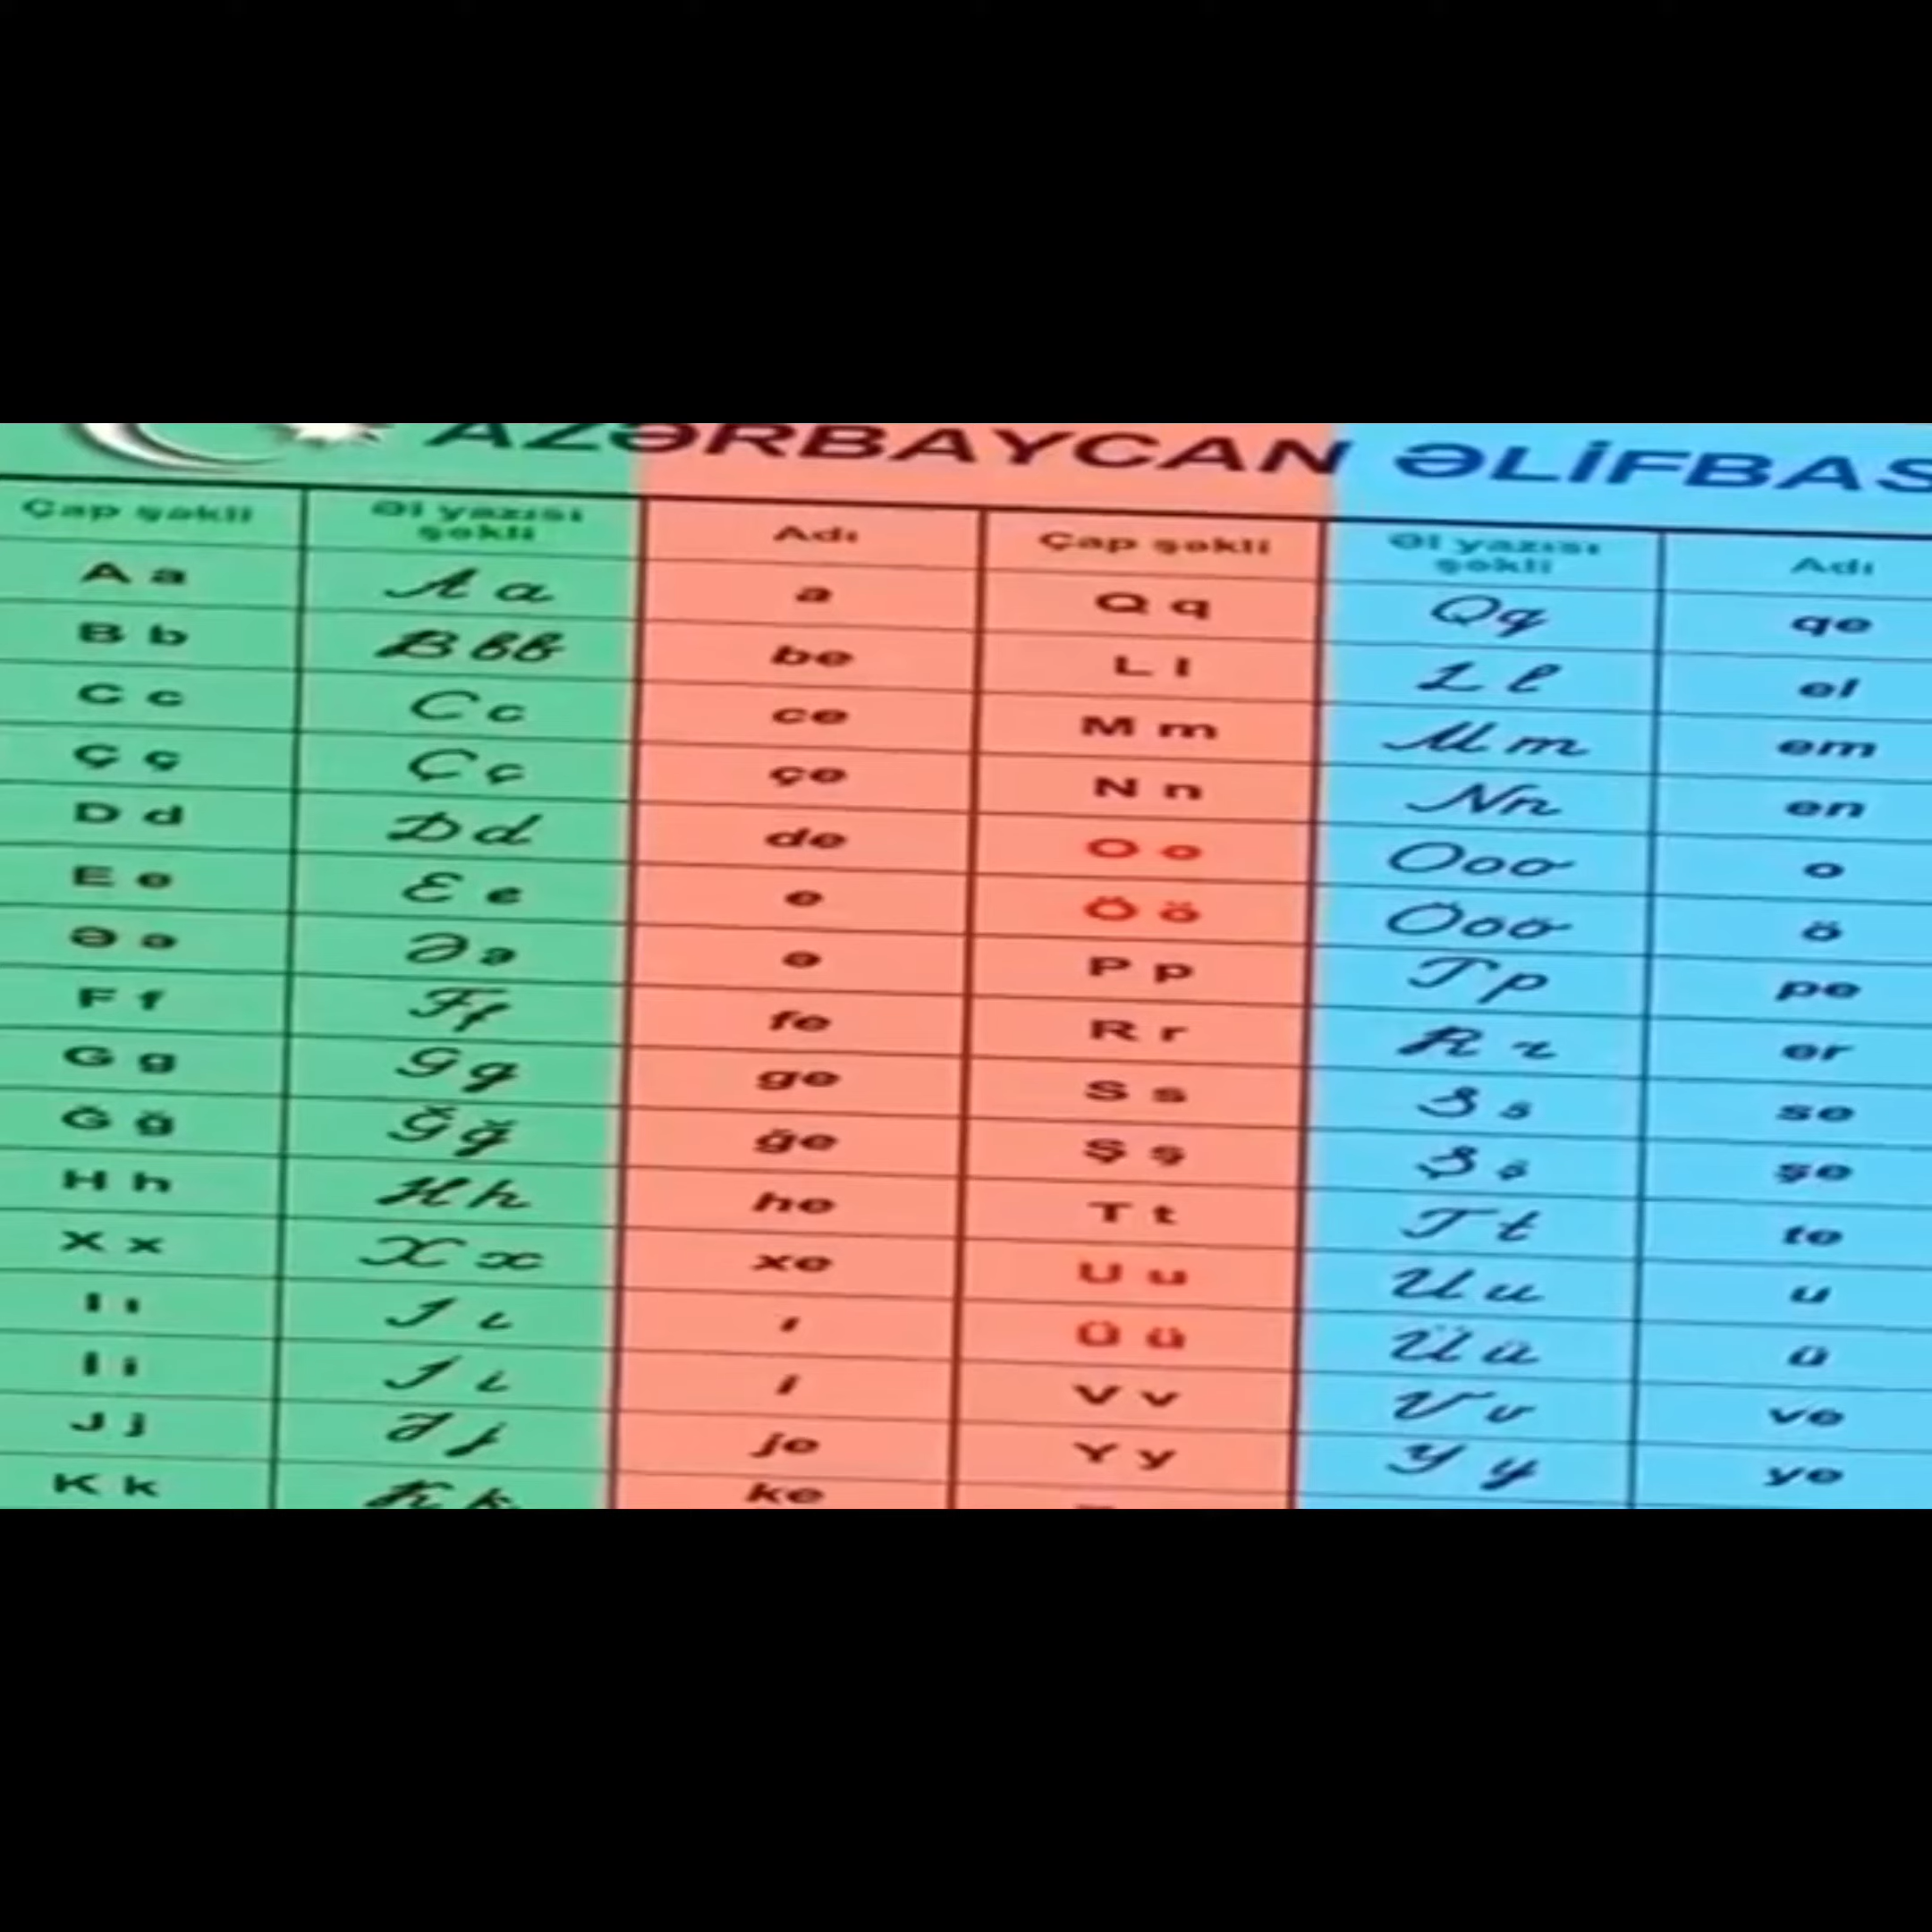 AZƏRBAYCAN ƏLİFBAS
Çap şəkli Əl yazısı şəkli Adı Çap şəkli Əl yazısı şəkli Adı
A a A a a Q q Q q qe
B b B b b be L l L l el
C c C c ce M m M m em
Ç ç Ç ç çe N n N n en
D d D d de O o O o o o
E e E e e Ö ö Ö ö ö ö
Ə ə Ə ə ə P p P p pe
F f F f fe R r R r er
G g G g ge S s S s se
Ğ ğ Ğ ğ ğe Ş ş Ş ş şe
H h H h he T t T t te
X x X x xe U u U u u
I ı I ı ı Ü ü Ü ü ü
İ i İ i i V v V v ve
J j J j je Y y Y y ye
K k K k ke